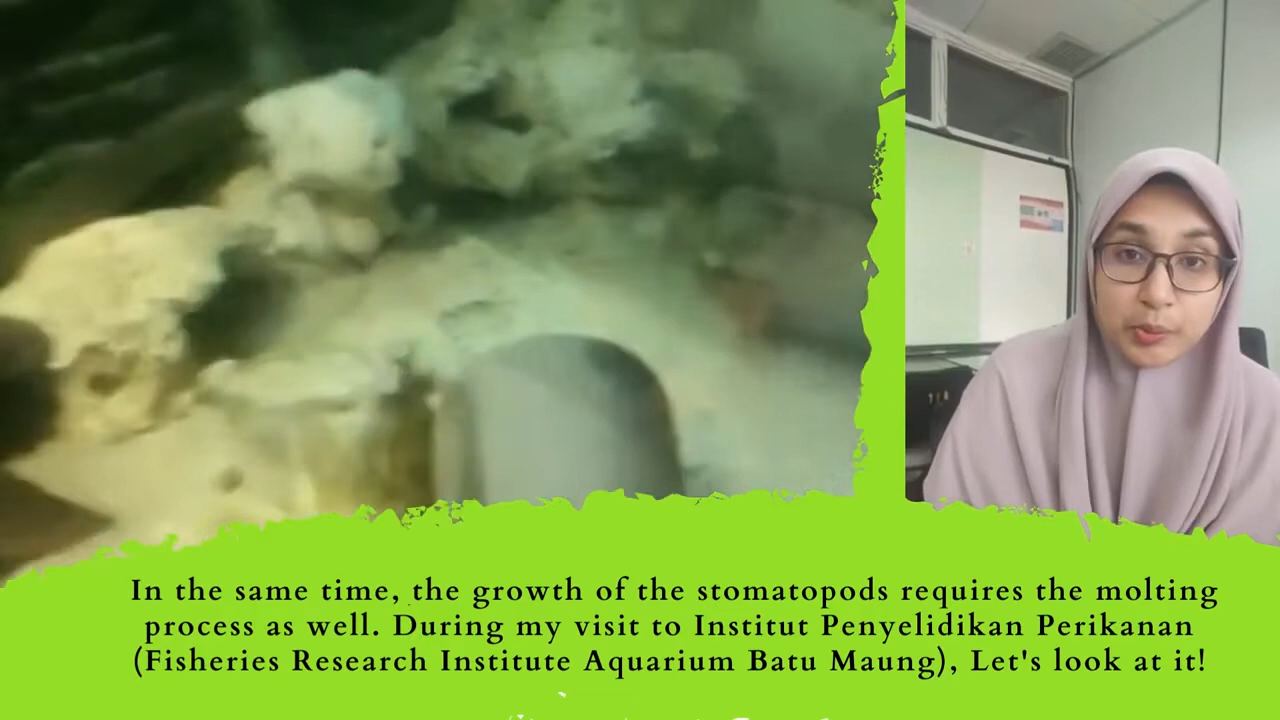 In the same time, the growth of the stomatopods requires the molting
process as well. During my visit to Institut Penyelidikan Perikanan
(Fisheries Research Institute Aquarium Batu Maung), Let's look at it!